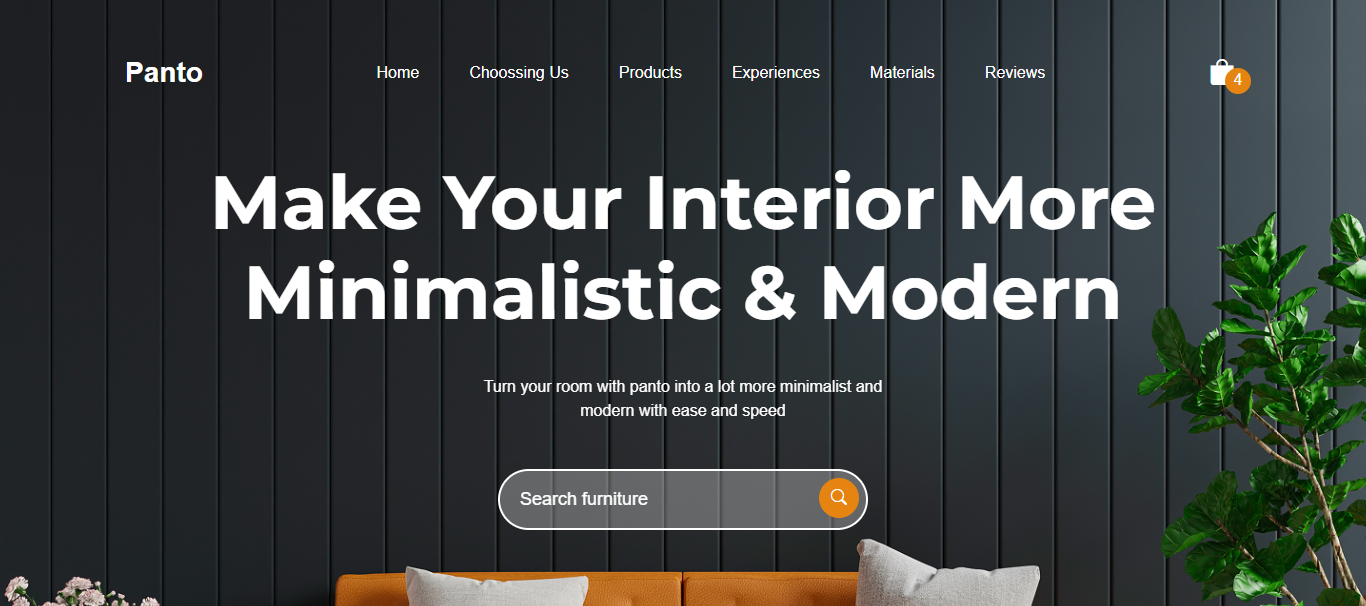 Panto
Home
Choossing Us
Products
Experiences
Materials
Reviews
4
Make Your Interior More
Minimalistic & Modern
Turn your room with panto into a lot more minimalist and
modern with ease and speed
Search furniture